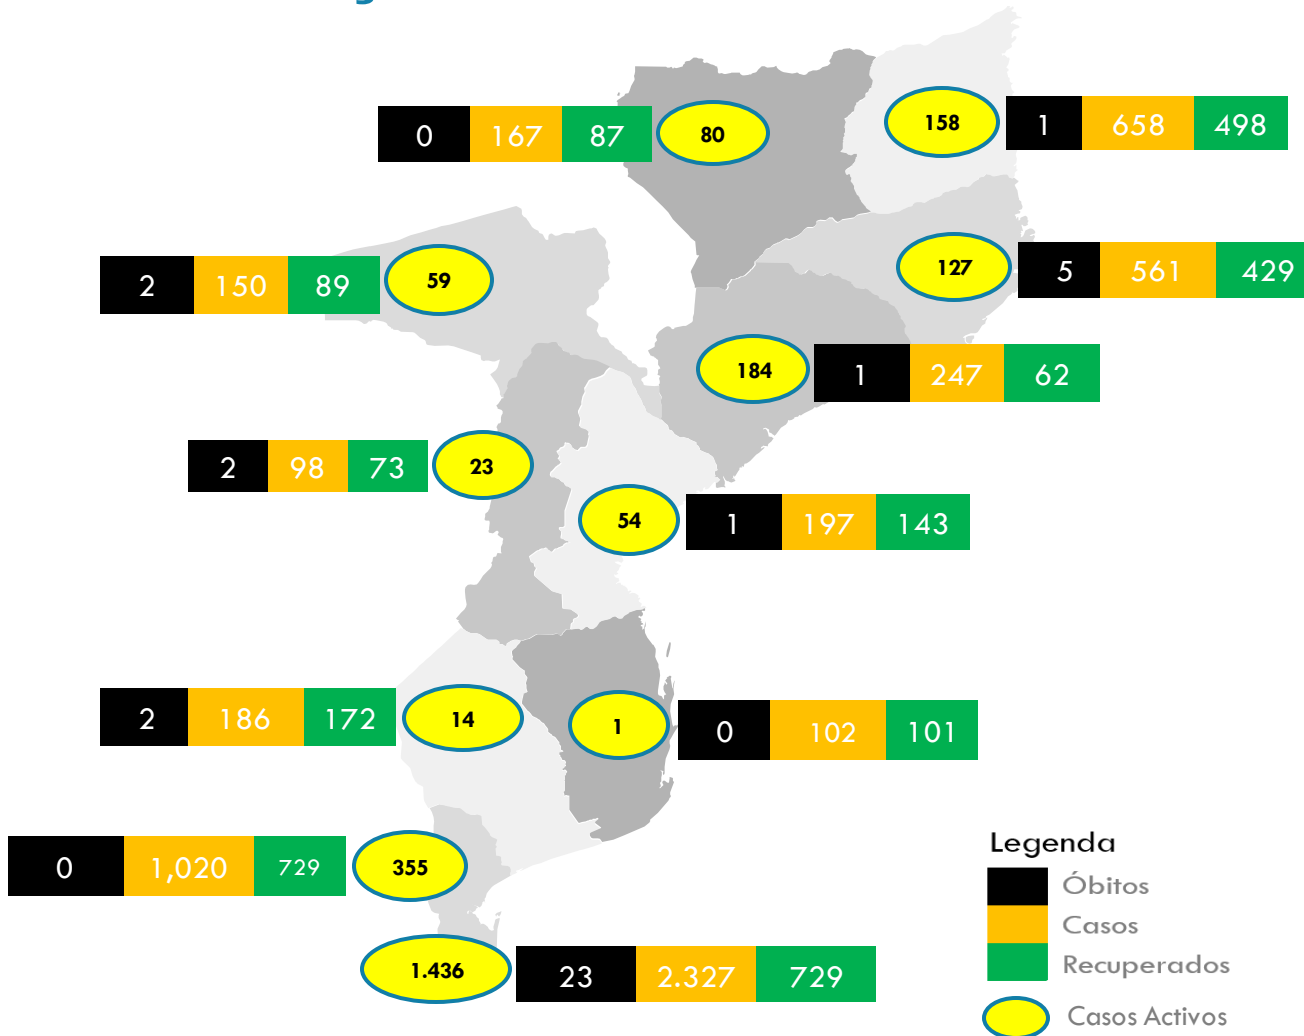 0 167 87 80
158 1 658 498
2 150 89 59
127 5 561 429
184 1 247 62
2 98 73 23
54 1 197 143
2 186 172 14
1 0 102 101
0 1,020 729 355
1.436 23 2.327 729
Legenda
Óbitos
Casos
Recuperados
Casos Activos